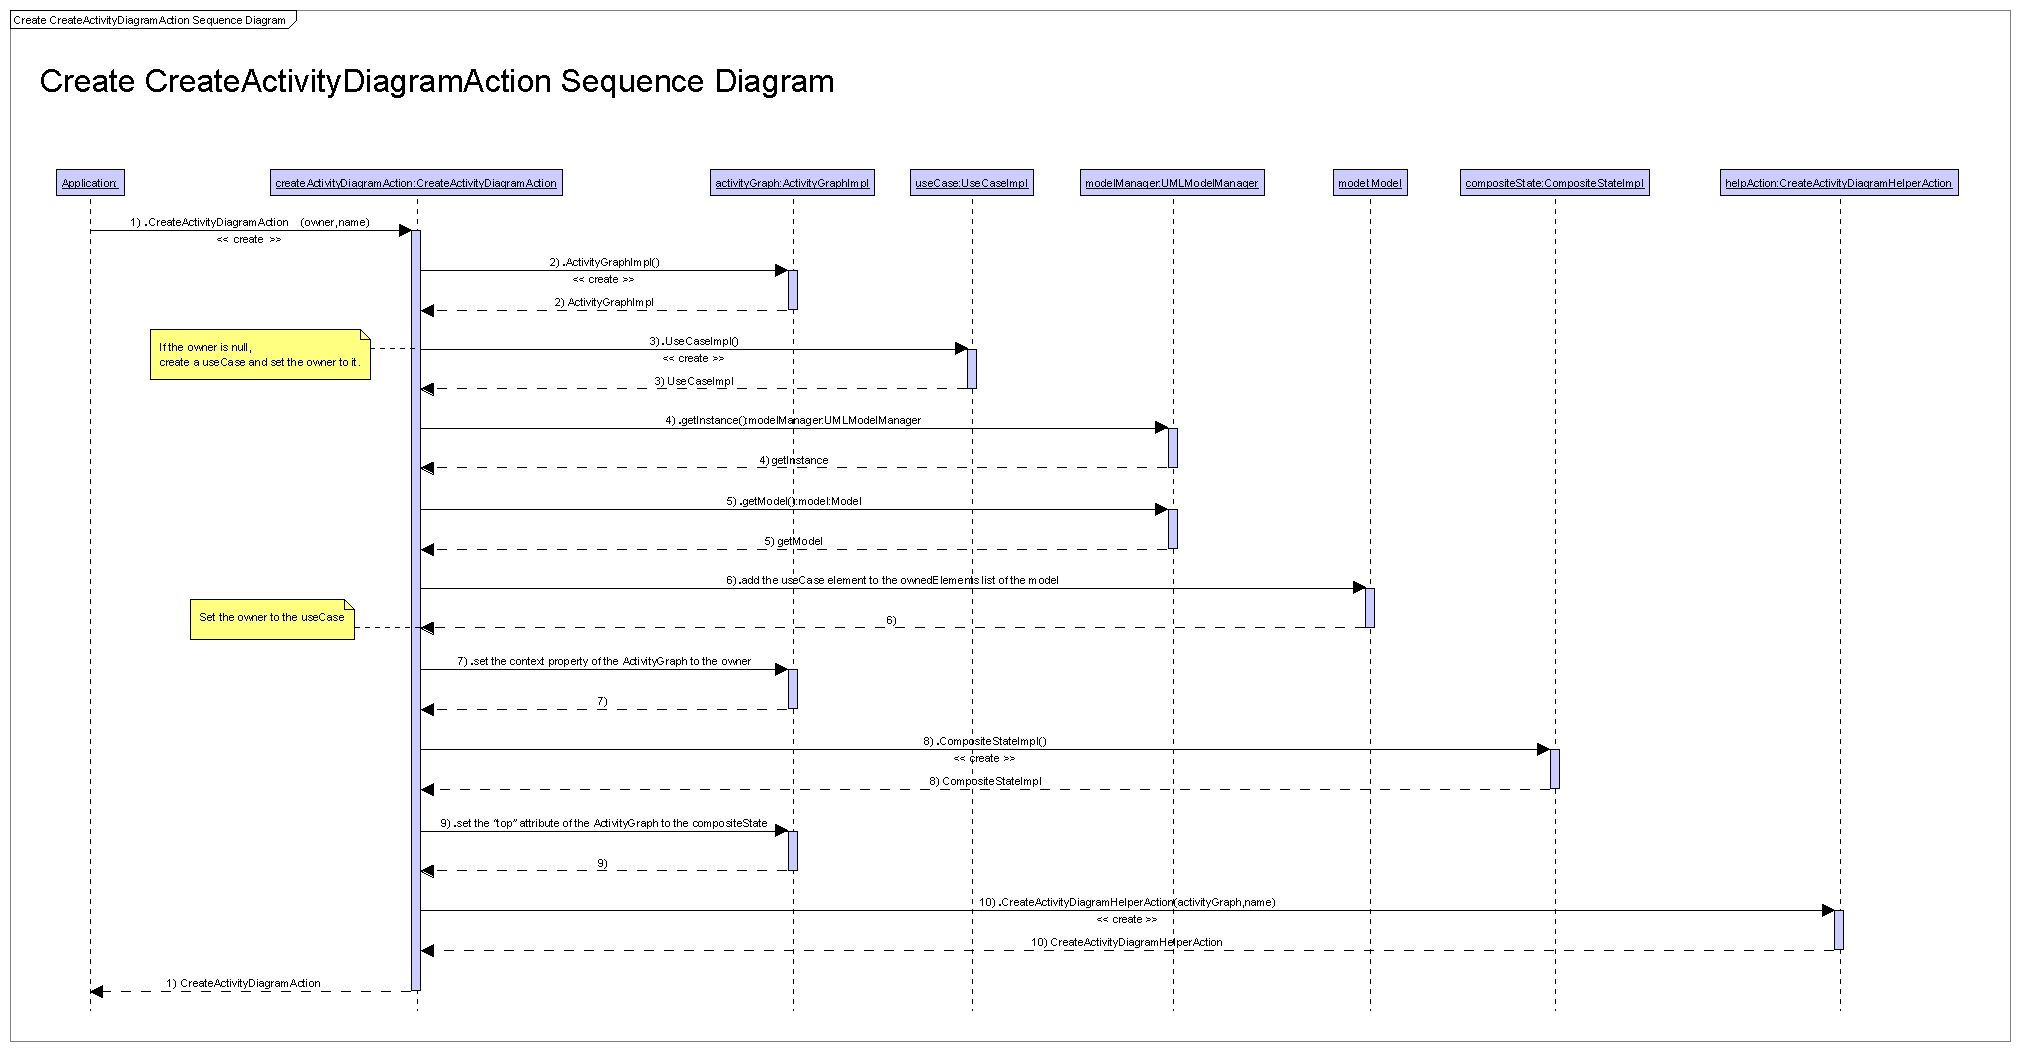 Create CreateActivityDiagramAction Sequence Diagram
Create CreateActivityDiagramAction Sequence Diagram
Application:
createActivityDiagramAction:CreateActivityDiagramAction
activityGraph:ActivityGraphImpl
useCase:UseCaseImpl
modelManager:UMLModelManager
model:Model
compositeState:CompositeStateImpl
helpAction:CreateActivityDiagramHelperAction
1) .CreateActivityDiagramAction (owner,name)
<< create >>
2) .ActivityGraphImpl()
<< create >>
2) ActivityGraphImpl
If the owner is null,
create a useCase and set the owner to it.
3) .UseCaseImpl()
<< create >>
3) UseCaseImpl
4) .getInstance():modelManager:UMLModelManager
4) getInstance
5) .getModel():model:Model
5) getModel
6) .add the useCase element to the ownedElements list of the model
Set the owner to the useCase
6)
7) .set the context property of the ActivityGraph to the owner
7)
8) .CompositeStateImpl()
<< create >>
8) CompositeStateImpl
9) .set the "top" attribute of the ActivityGraph to the compositeState
9)
10) .CreateActivityDiagramHelperAction(activityGraph,name)
<< create >>
10) CreateActivityDiagramHelperAction
1) CreateActivityDiagramAction